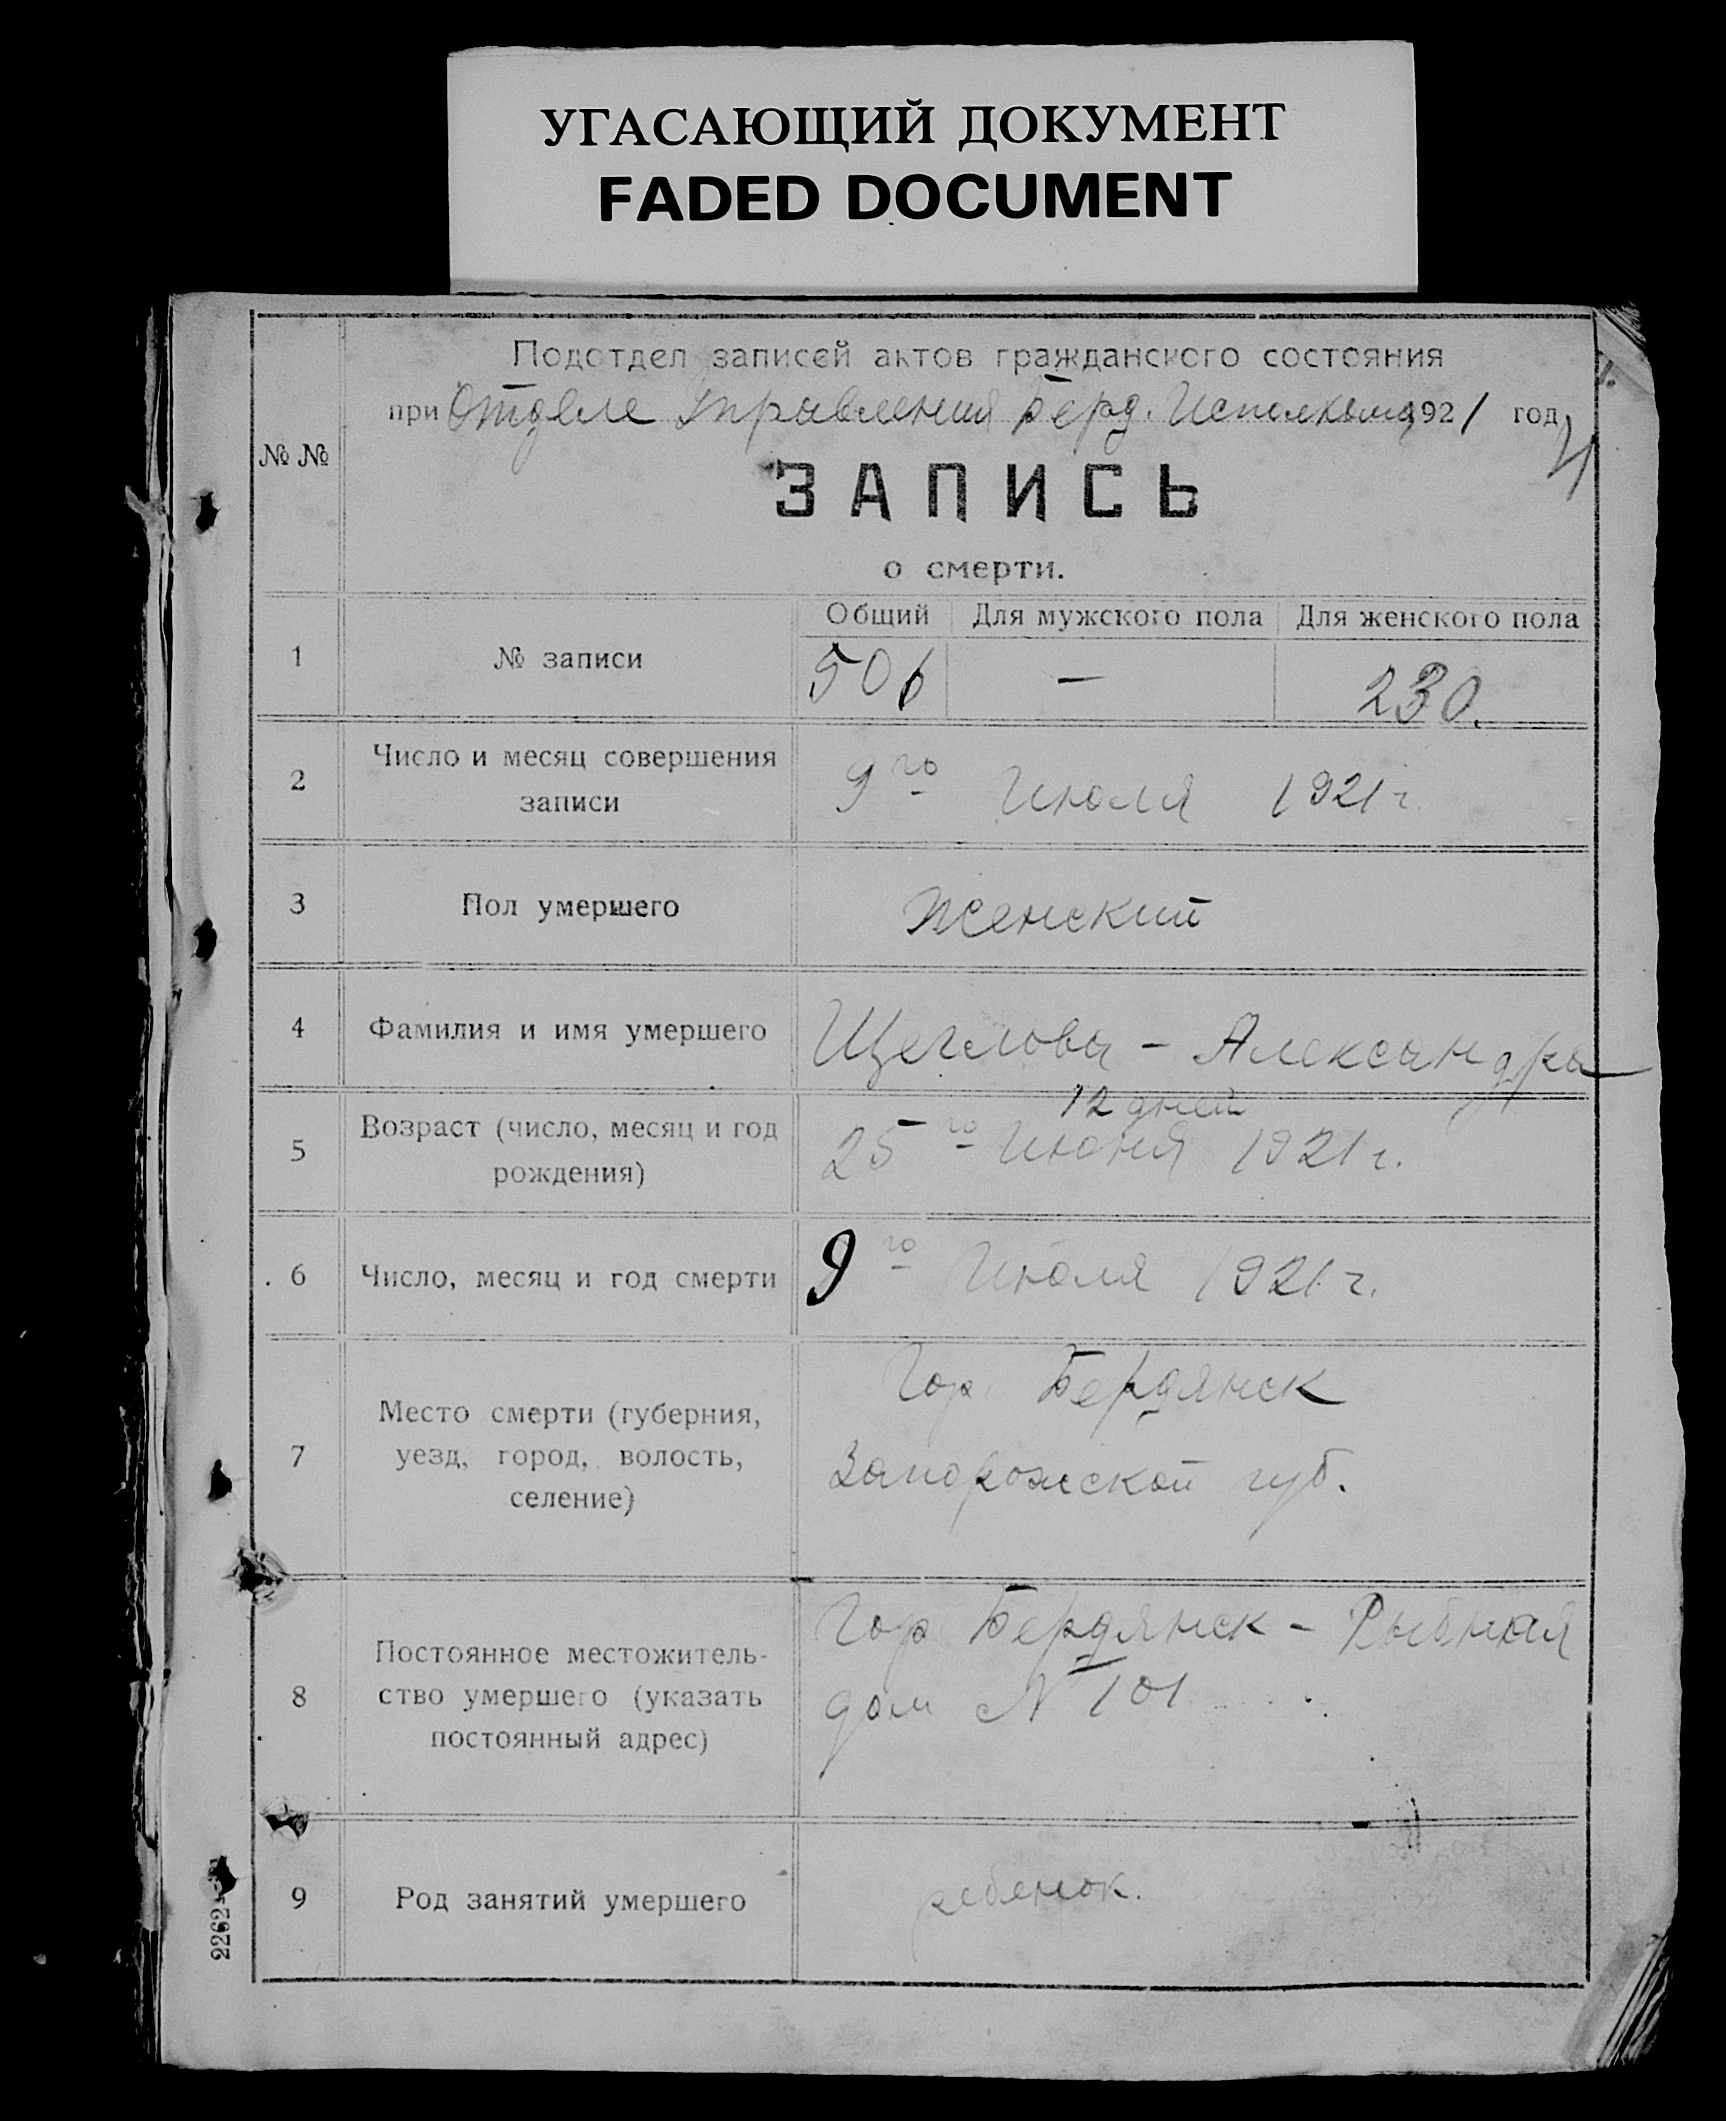 УГАСАЮЩИЙ ДОКУМЕНТ
FADED DOCUMENT
Подотдел записей актов гражданского состояния
при Отделе Управления Берд. Исполкома 1921 год
№ №
ЗАПИСЬ
о смерти.
Общий Для мужского пола Для женского пола
1 № записи 506 — 230.
2 Число и месяц совершения
записи
9го Июля 1921 г.
3 Пол умершего Женский
4 Фамилия и имя умершего Щеглова - Александра
12 дней
5 Возраст (число, месяц и год
рождения)
25го Июня 1921 г.
6 Число, месяц и год смерти 9го Июля 1921 г.
7 Место смерти (губерния,
уезд, город, волость,
селение)
Гор. Бердянск
Запорожской губ.
8 Постоянное местожитель-
ство умершего (указать
постоянный адрес)
Гор Бердянск - Рыбная
дом № 101
9 Род занятий умершего ребенок.